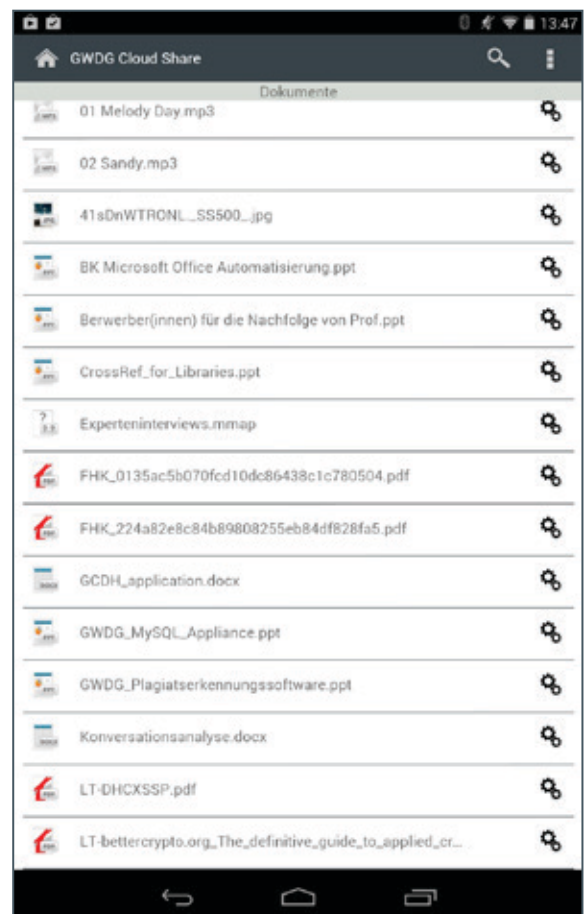 13:47
GWDG Cloud Share
Dokumente
01 Melody Day.mp3
02 Sandy.mp3
41sDnWTRONL._SS500_.jpg
BK Microsoft Office Automatisierung.ppt
Berwerber(innen) für die Nachfolge von Prof.ppt
CrossRef_for_Libraries.ppt
Experteninterviews.mmap
FHK_0135ac5b070fcd10dc86438c1c780504.pdf
FHK_224a82e8c84b89808255eb84df828fa5.pdf
GCDH_application.docx
GWDG_MySQL_Appliance.ppt
GWDG_Plagiatserkennungssoftware.ppt
Konversationsanalyse.docx
LT-DHCXSSP.pdf
LT-bettercrypto.org_The_definitive_guide_to_applied_cr...